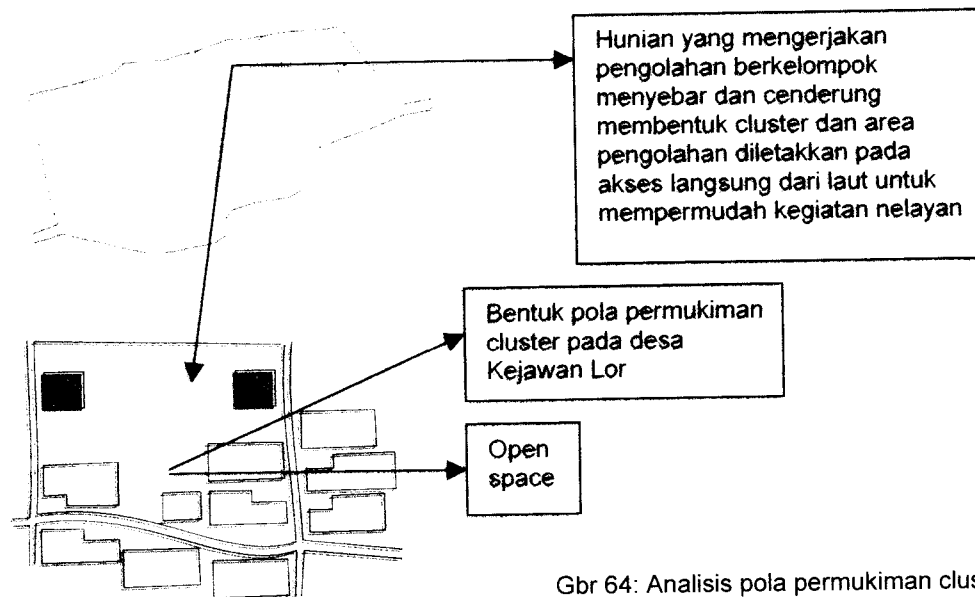 Hunian yang mengerjakan
pengolahan berkelompok
menyebar dan cenderung
membentuk cluster dan area
pengolahan diletakkan pada
akses langsung dari laut untuk
mempermudah kegiatan nelayan
Bentuk pola permukiman
cluster pada desa
Kejawan Lor
Open
space
Gbr 64: Analisis pola permukiman clus